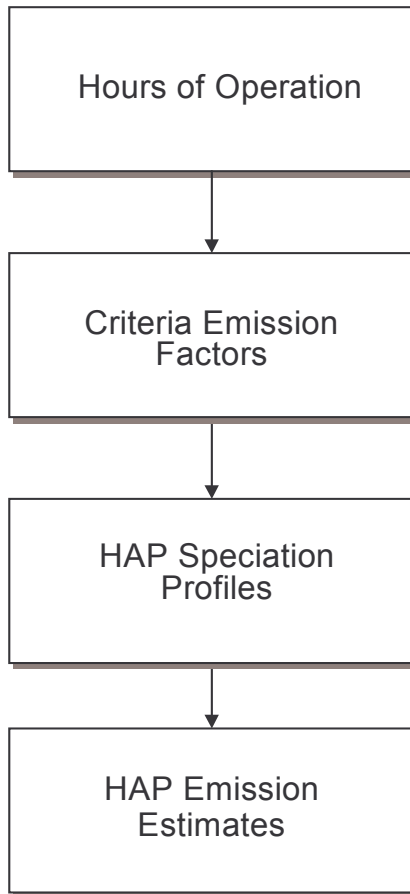 Hours of Operation
Criteria Emission
Factors
HAP Speciation
Profiles
HAP Emission
Estimates